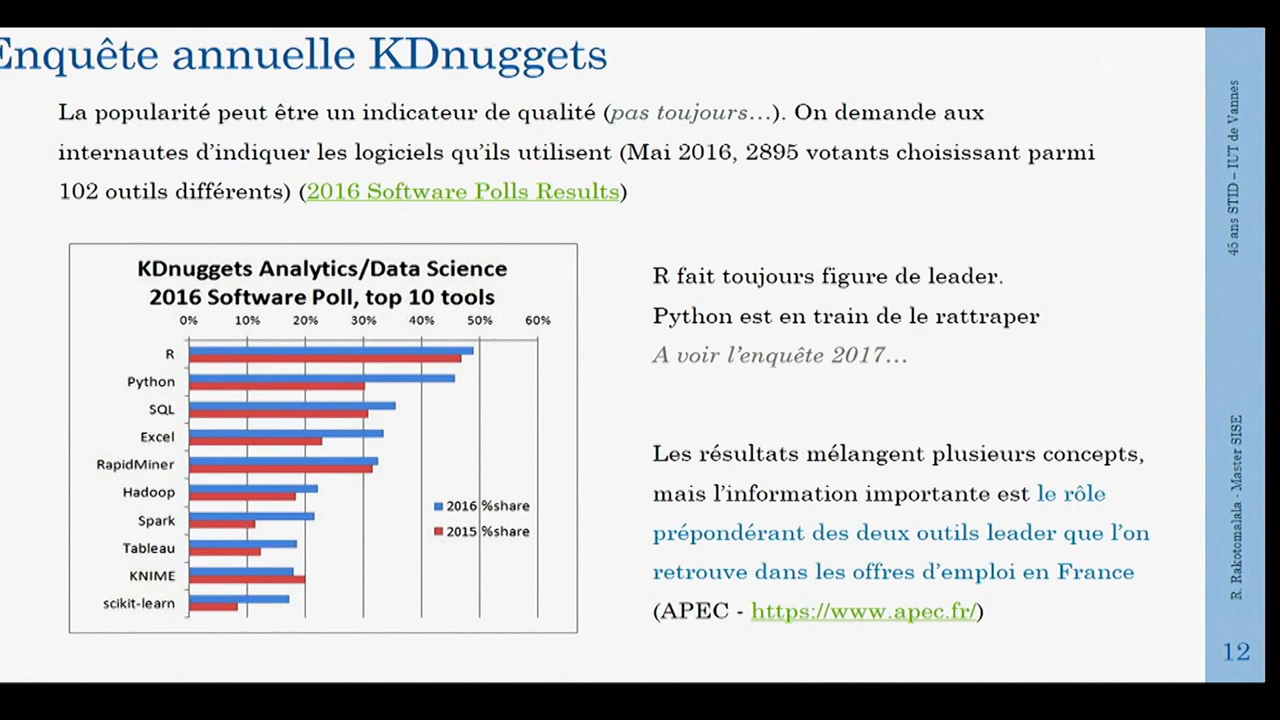 Enquête annuelle KDnuggets
La popularité peut être un indicateur de qualité (pas toujours...). On demande aux
internautes d'indiquer les logiciels qu'ils utilisent (Mai 2016, 2895 votants choisissant parmi
102 outils différents) (2016 Software Polls Results)
KDnuggets Analytics/Data Science
2016 Software Poll, top 10 tools
0% 10% 20% 30% 40% 50% 60%
R
Python
SQL
Excel
RapidMiner
Hadoop
Spark
Tableau
KNIME
scikit-learn
2016 %share
2015 %share
R fait toujours figure de leader.
Python est en train de le rattraper
A voir l'enquête 2017...
Les résultats mélangent plusieurs concepts,
mais l'information importante est le rôle
prépondérant des deux outils leader que l'on
retrouve dans les offres d'emploi en France
(APEC - https://www.apec.fr/)
45 ans STID – IUT de Vannes
R. Rakotomalala - Master SISE
12